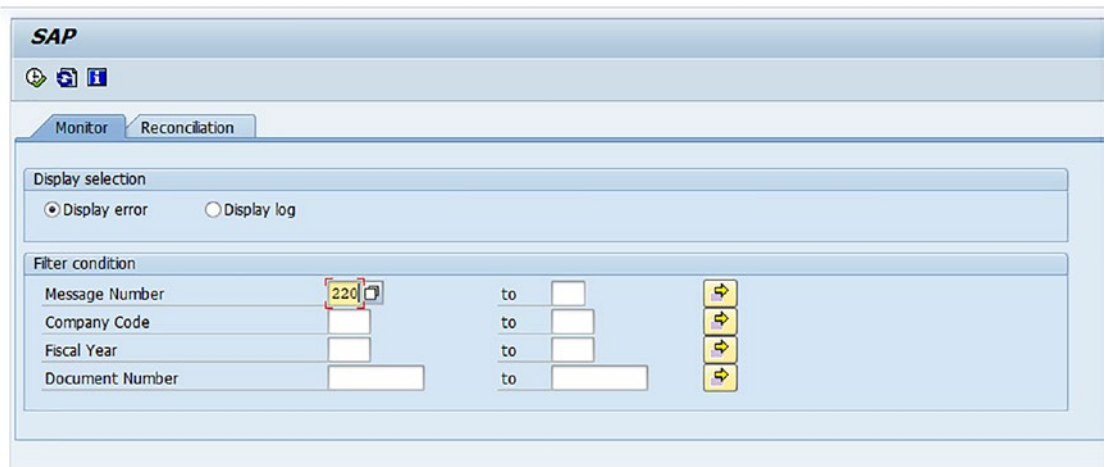 SAP
Monitor Reconciliation
Display selection
Display error Display log
Filter condition
Message Number 220 to
Company Code to
Fiscal Year to
Document Number to